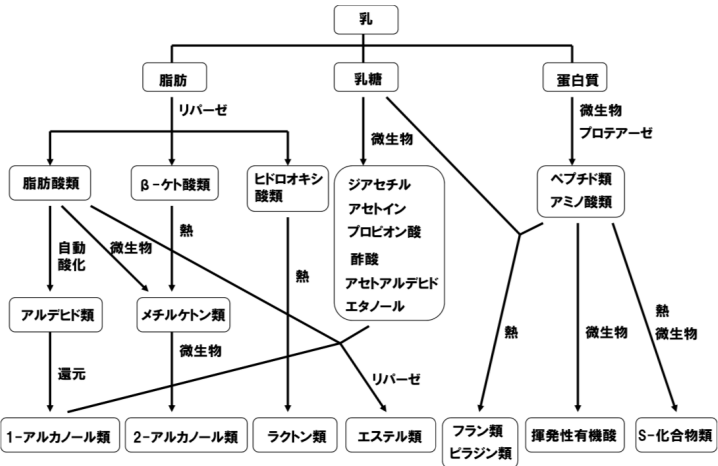 乳
脂肪
乳糖
蛋白質
リパーゼ
微生物
微生物
プロテアーゼ
脂肪酸類
β-ケト酸類
ヒドロオキシ
酸類
ジアセチル
アセトイン
プロピオン酸
酢酸
アセトアルデヒド
エタノール
ペプチド類
アミノ酸類
自動
酸化
微生物
熱
熱
アルデヒド類
メチルケトン類
熱
微生物
熱
微生物
還元
微生物
リパーゼ
1-アルカノール類
2-アルカノール類
ラクトン類
エステル類
フラン類
ピラジン類
揮発性有機酸
S-化合物類